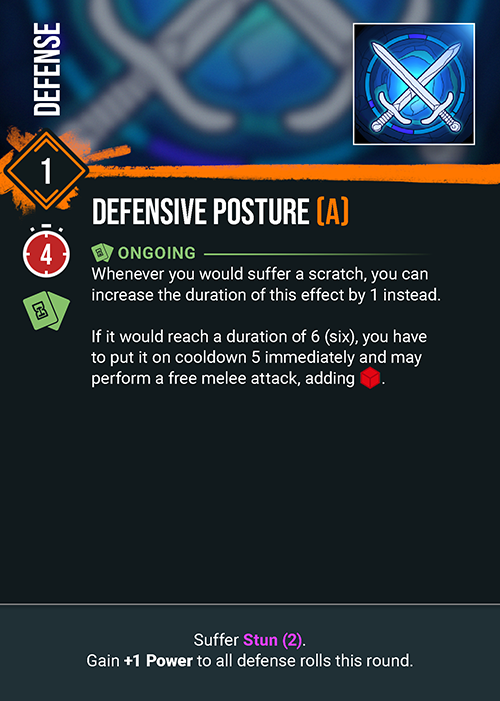 DEFENSE
1
DEFENSIVE POSTURE (A)
4
ONGOING
Whenever you would suffer a scratch, you can
increase the duration of this effect by 1 instead.
If it would reach a duration of 6 (six), you have
to put it on cooldown 5 immediately and may
perform a free melee attack, adding .
Suffer Stun (2).
Gain +1 Power to all defense rolls this round.